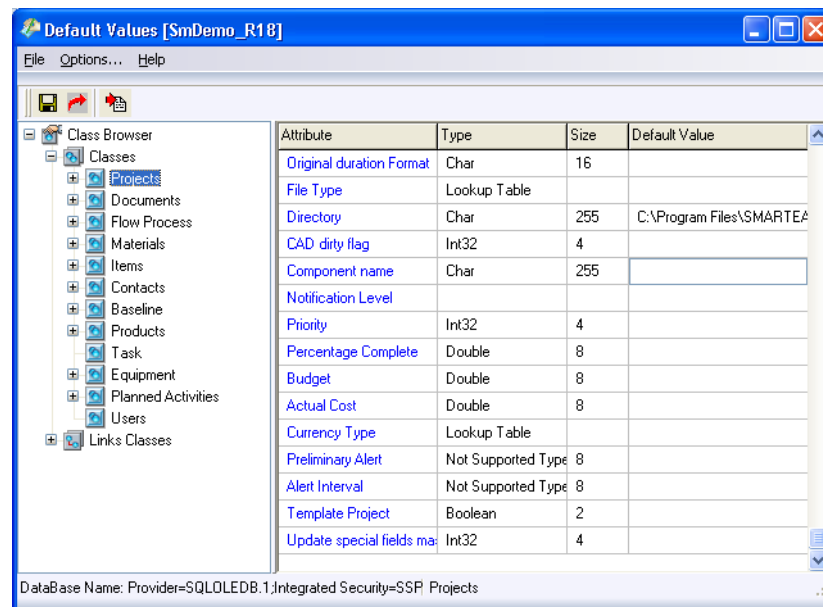 Default Values [SmDemo_R18]
File Options... Help
Class Browser
Classes
Projects
Documents
Flow Process
Materials
Items
Contacts
Baseline
Products
Task
Equipment
Planned Activities
Users
Links Classes
Attribute Type Size Default Value
Original duration Format Char 16
File Type Lookup Table
Directory Char 255 C:\Program Files\SMARTEA
CAD dirty flag Int32 4
Component name Char 255
Notification Level
Priority Int32 4
Percentage Complete Double 8
Budget Double 8
Actual Cost Double 8
Currency Type Lookup Table
Preliminary Alert Not Supported Type 8
Alert Interval Not Supported Type 8
Template Project Boolean 2
Update special fields ma Int32 4
DataBase Name: Provider=SQLOLEDB.1;Integrated Security=SSP Projects